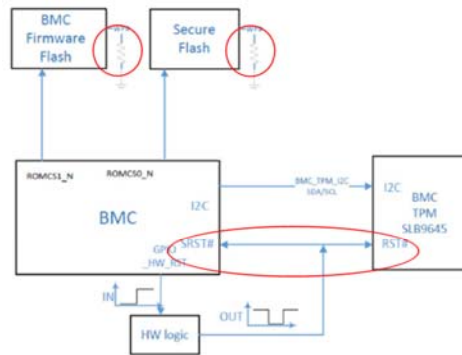 BMC
Firmware
Flash
Secure
Flash
ROMCS1_N
ROMCS0_N
I2C
BMC_TPM_I2C
SDA/SCL
I2C
BMC
BMC
TPM
SLB9645
SRST#
RST#
GPIO
IN
OUT
HW logic